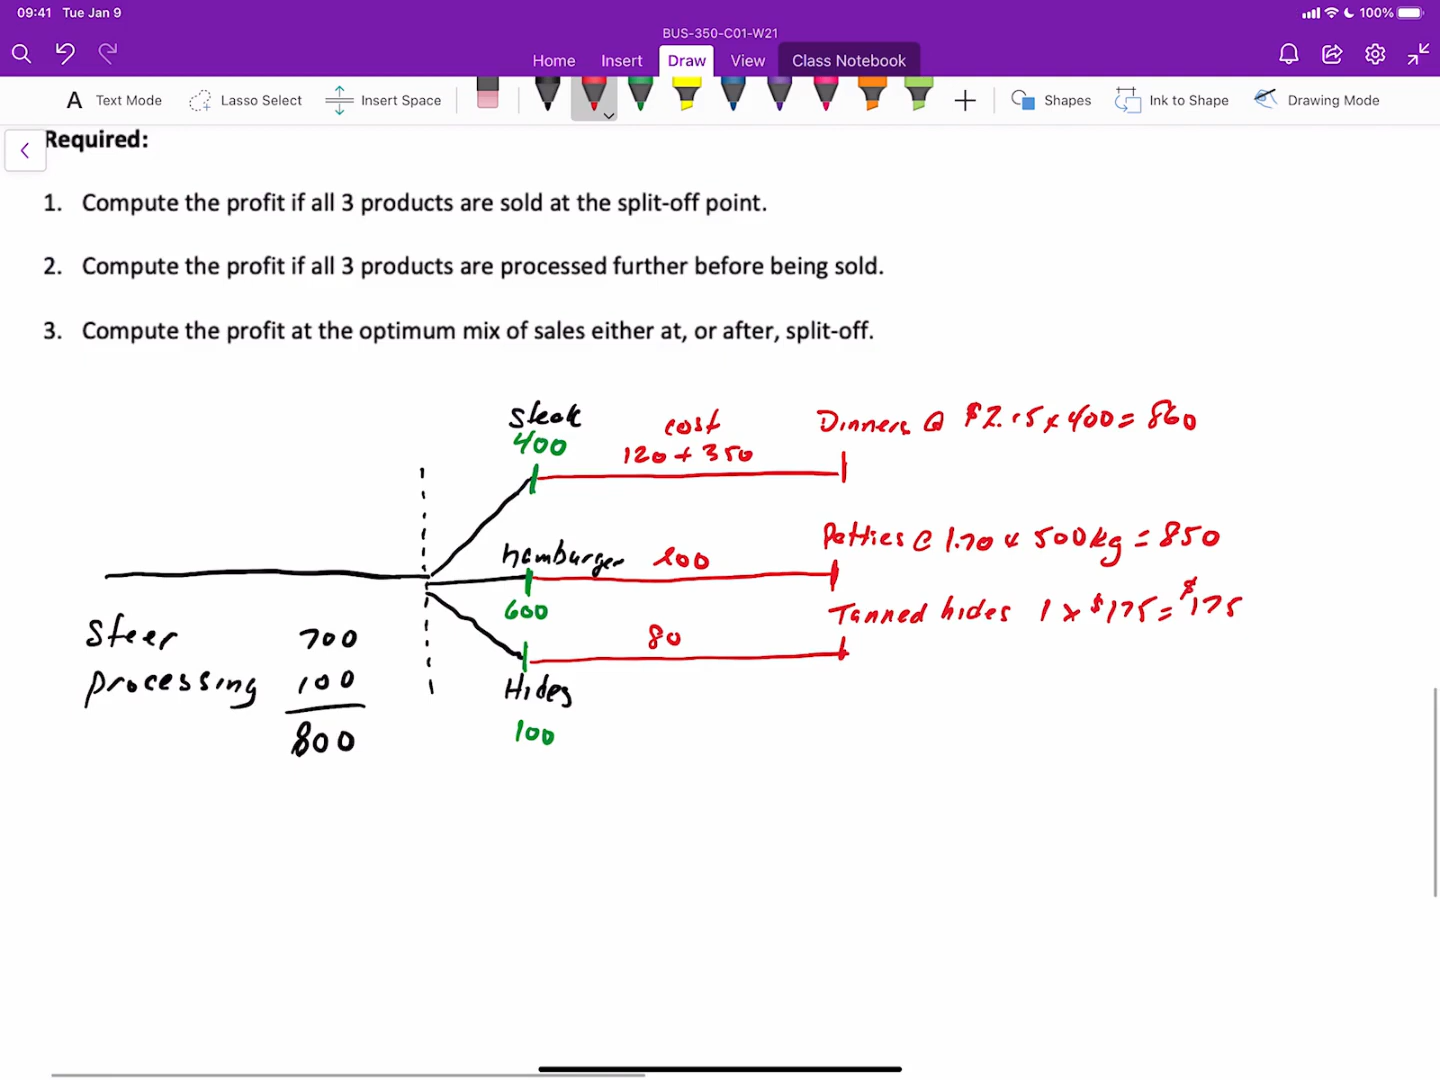 09:41 Tue Jan 9
100%
BUS-350-C01-W21
Home Insert Draw View Class Notebook
A Text Mode Lasso Select Insert Space Shapes Ink to Shape Drawing Mode
Required:
1. Compute the profit if all 3 products are sold at the split-off point.
2. Compute the profit if all 3 products are processed further before being sold.
3. Compute the profit at the optimum mix of sales either at, or after, split-off.
Steak
400
cost
120 + 350
Dinners @ $2.15 x 400 = 860
hamburger
600
Patties @ 1.70 x 500 kg = 850
Tanned hides 1 x $175 = $175
80
Hides
100
Steer 700
processing 100
800